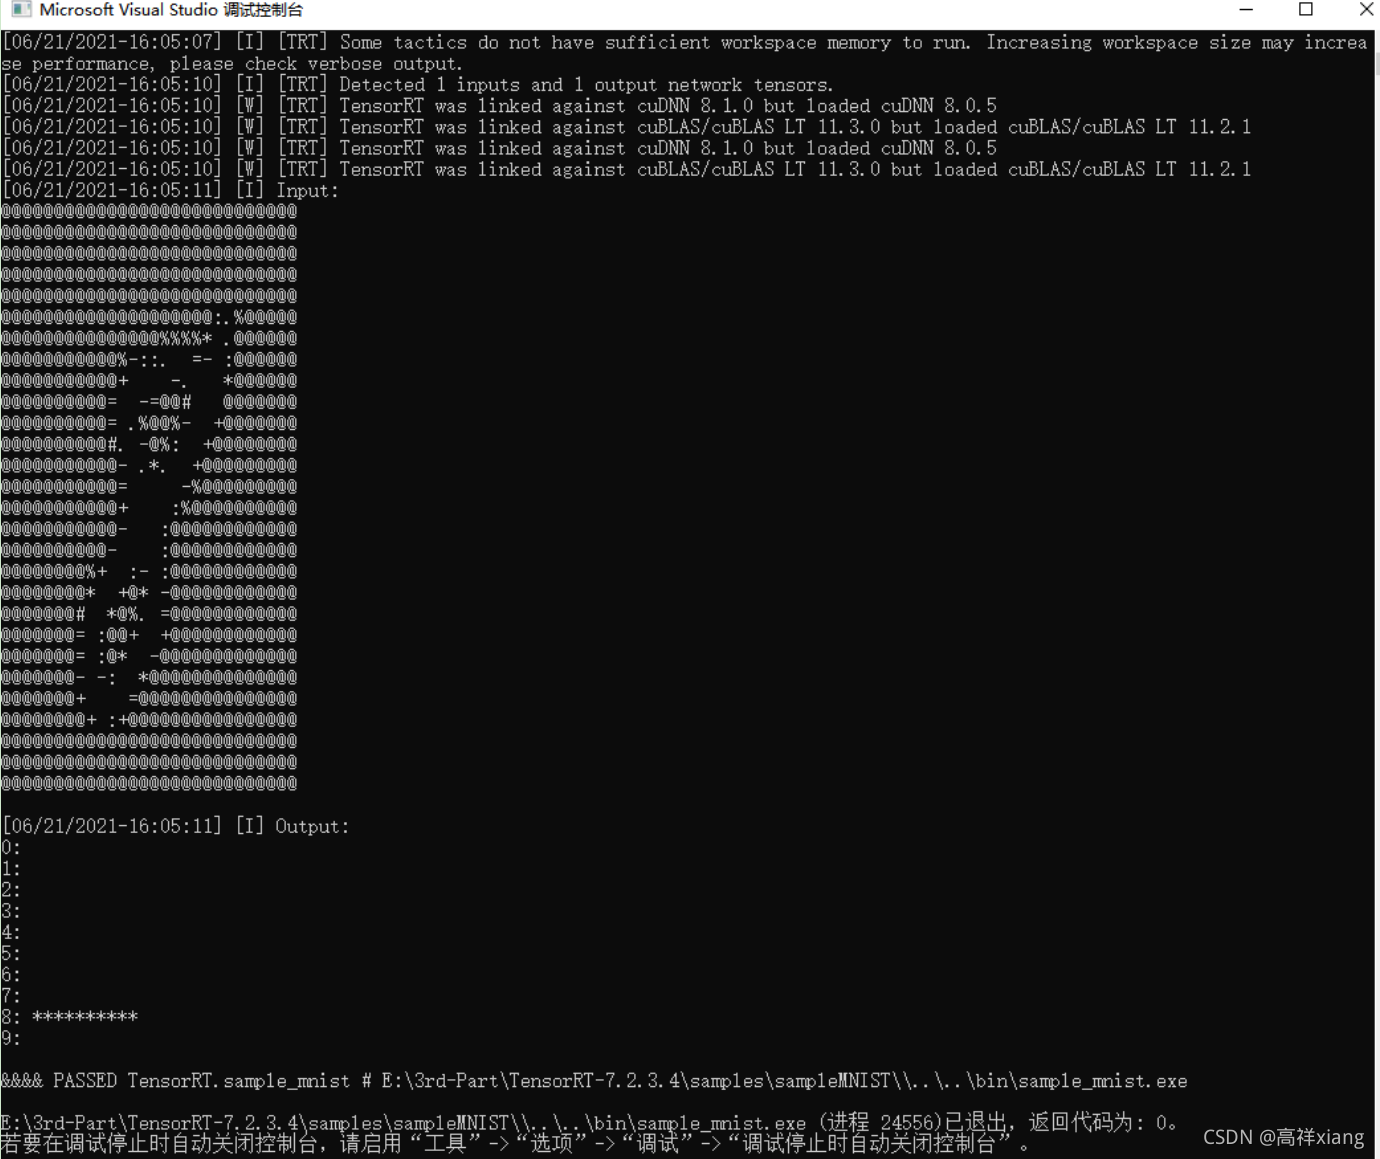 Microsoft Visual Studio 调试控制台
[06/21/2021-16:05:07] [I] [TRT] Some tactics do not have sufficient workspace memory to run. Increasing workspace size may increa
se performance, please check verbose output.
[06/21/2021-16:05:10] [I] [TRT] Detected 1 inputs and 1 output network tensors.
[06/21/2021-16:05:10] [W] [TRT] TensorRT was linked against cuDNN 8.1.0 but loaded cuDNN 8.0.5
[06/21/2021-16:05:10] [W] [TRT] TensorRT was linked against cuBLAS/cuBLAS LT 11.3.0 but loaded cuBLAS/cuBLAS LT 11.2.1
[06/21/2021-16:05:10] [W] [TRT] TensorRT was linked against cuDNN 8.1.0 but loaded cuDNN 8.0.5
[06/21/2021-16:05:10] [W] [TRT] TensorRT was linked against cuBLAS/cuBLAS LT 11.3.0 but loaded cuBLAS/cuBLAS LT 11.2.1
[06/21/2021-16:05:11] [I] Input:
@@@@@@@@@@@@@@@@@@@@@@@@@@@@
@@@@@@@@@@@@@@@@@@@@@@@@@@@@
@@@@@@@@@@@@@@@@@@@@@@@@@@@@
@@@@@@@@@@@@@@@@@@@@@@@@@@@@
@@@@@@@@@@@@@@@@@@@@@@@@@@@@
@@@@@@@@@@@@@@@@@@@@:.%@@@@@
@@@@@@@@@@@@@@@%%%%* .@@@@@@
@@@@@@@@@@@%-::.  =- :@@@@@@
@@@@@@@@@@@+    -.   *@@@@@@
@@@@@@@@@@=  -=@@#   @@@@@@@
@@@@@@@@@@= .%@@%-  +@@@@@@@
@@@@@@@@@@#. -@%:  +@@@@@@@@
@@@@@@@@@@@- .*.  +@@@@@@@@@
@@@@@@@@@@@=     -%@@@@@@@@@
@@@@@@@@@@@+    :%@@@@@@@@@@
@@@@@@@@@@@-   :@@@@@@@@@@@@
@@@@@@@@@@-    :@@@@@@@@@@@@
@@@@@@@@%+  :- :@@@@@@@@@@@@
@@@@@@@@*  +@* -@@@@@@@@@@@@
@@@@@@@#  *@%. =@@@@@@@@@@@@
@@@@@@@= :@@+  +@@@@@@@@@@@@
@@@@@@@= :@*  -@@@@@@@@@@@@@
@@@@@@@- -:  *@@@@@@@@@@@@@@
@@@@@@@+    =@@@@@@@@@@@@@@@
@@@@@@@@+ :+@@@@@@@@@@@@@@@@
@@@@@@@@@@@@@@@@@@@@@@@@@@@@
@@@@@@@@@@@@@@@@@@@@@@@@@@@@
@@@@@@@@@@@@@@@@@@@@@@@@@@@@
[06/21/2021-16:05:11] [I] Output:
0:
1:
2:
3:
4:
5:
6:
7:
8: **********
9:
&&&& PASSED TensorRT.sample_mnist # E:\3rd-Part\TensorRT-7.2.3.4\samples\sampleMNIST\\..\..\bin\sample_mnist.exe
E:\3rd-Part\TensorRT-7.2.3.4\samples\sampleMNIST\\..\..\bin\sample_mnist.exe (进程 24556)已退出，返回代码为: 0。
若要在调试停止时自动关闭控制台，请启用“工具”->“选项”->“调试”->“调试停止时自动关闭控制台”。
CSDN @高祥xiang